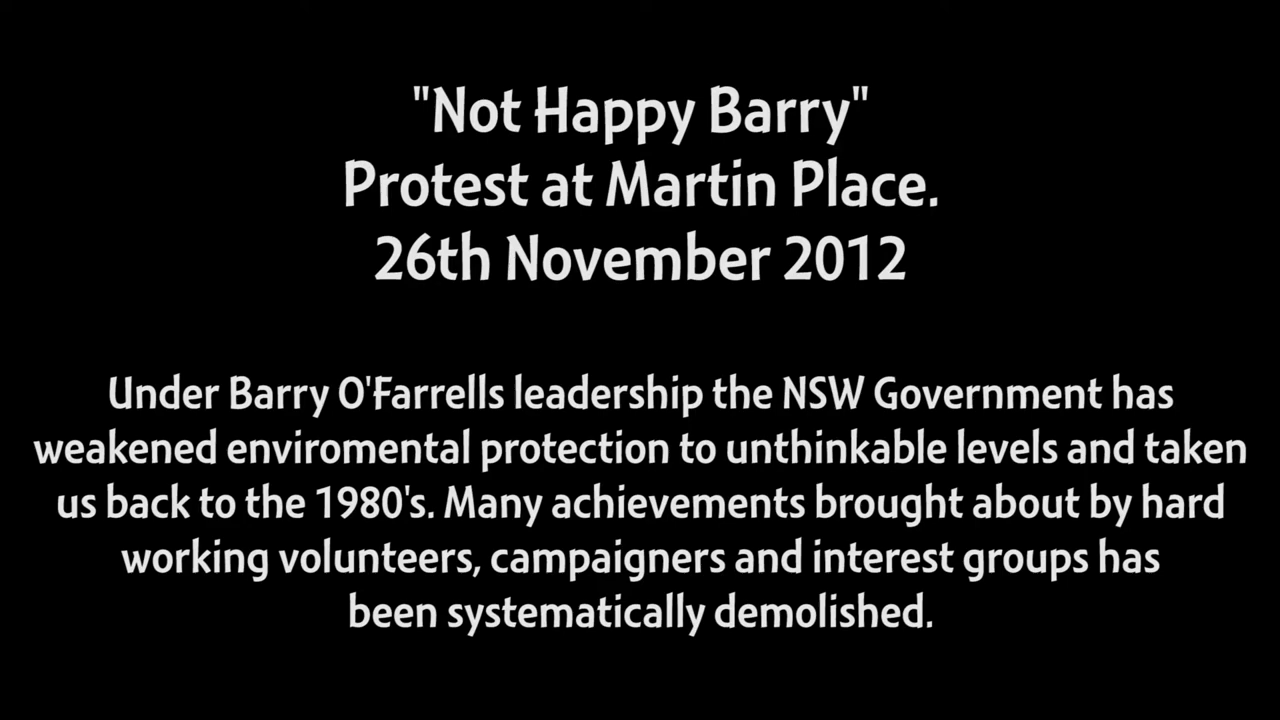 "Not Happy Barry"
Protest at Martin Place.
26th November 2012
Under Barry O'Farrells leadership the NSW Government has
weakened enviromental protection to unthinkable levels and taken
us back to the 1980's. Many achievements brought about by hard
working volunteers, campaigners and interest groups has
been systematically demolished.